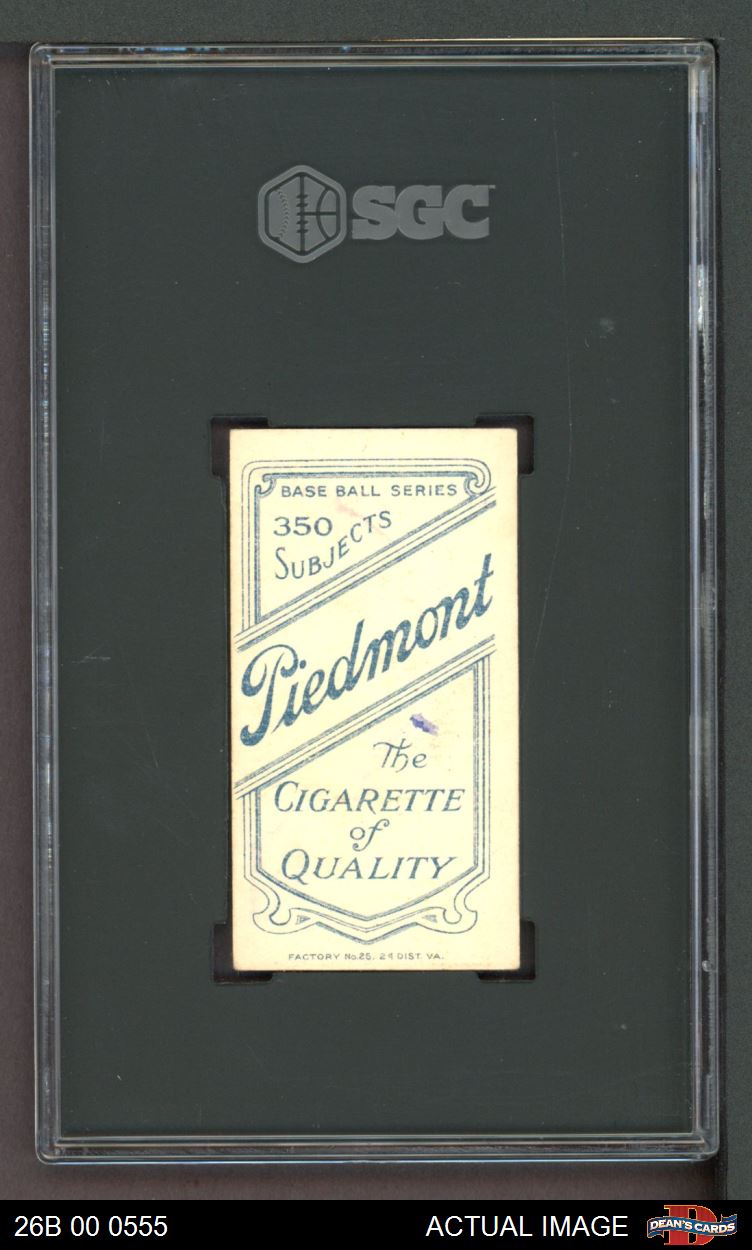 SGC
BASE BALL SERIES
350
SUBJECTS
Piedmont
The
CIGARETTE
of
QUALITY
FACTORY No.25, 2d DIST. VA.
26B 00 0555
ACTUAL IMAGE
DEAN'S CARDS